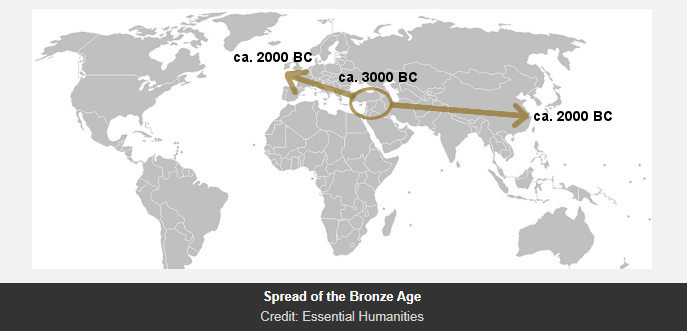 ca. 2000 BC
ca. 3000 BC
ca. 2000 BC
Spread of the Bronze Age
Credit: Essential Humanities